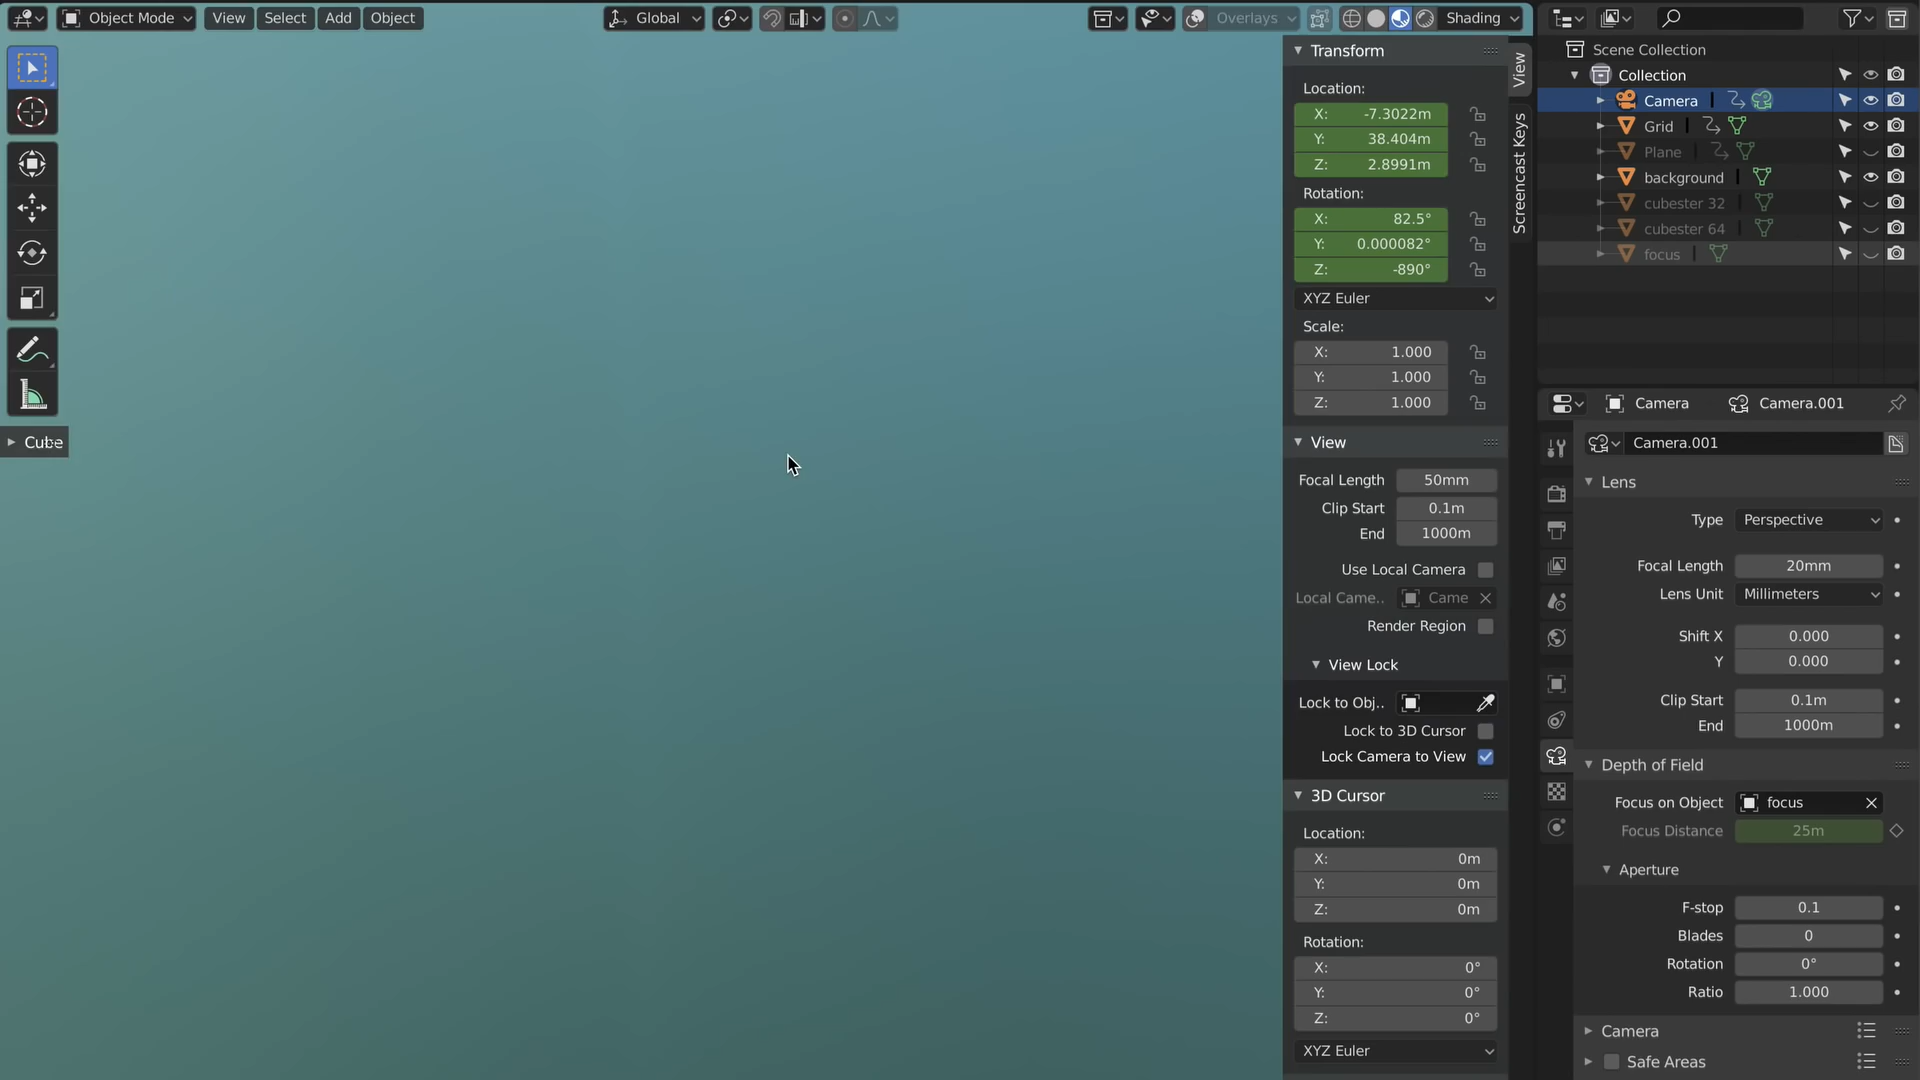 Object Mode View Select Add Object Global Overlays Shading
Cube
Transform
Location:
X: -7.3022m
Y: 38.404m
Z: 2.8991m
Rotation:
X: 82.5°
Y: 0.000082°
Z: -890°
XYZ Euler
Scale:
X: 1.000
Y: 1.000
Z: 1.000
View
Focal Length 50mm
Clip Start 0.1m
End 1000m
Use Local Camera
Local Came.. Came
Render Region
View Lock
Lock to Obj..
Lock to 3D Cursor
Lock Camera to View
3D Cursor
Location:
X: 0m
Y: 0m
Z: 0m
Rotation:
X: 0°
Y: 0°
Z: 0°
XYZ Euler
View
Screencast Keys
Scene Collection
Collection
Camera
Grid
Plane
background
cubester 32
cubester 64
focus
Camera Camera.001
Camera.001
Lens
Type Perspective
Focal Length 20mm
Lens Unit Millimeters
Shift X 0.000
Y 0.000
Clip Start 0.1m
End 1000m
Depth of Field
Focus on Object focus
Focus Distance 25m
Aperture
F-stop 0.1
Blades 0
Rotation 0°
Ratio 1.000
Camera
Safe Areas